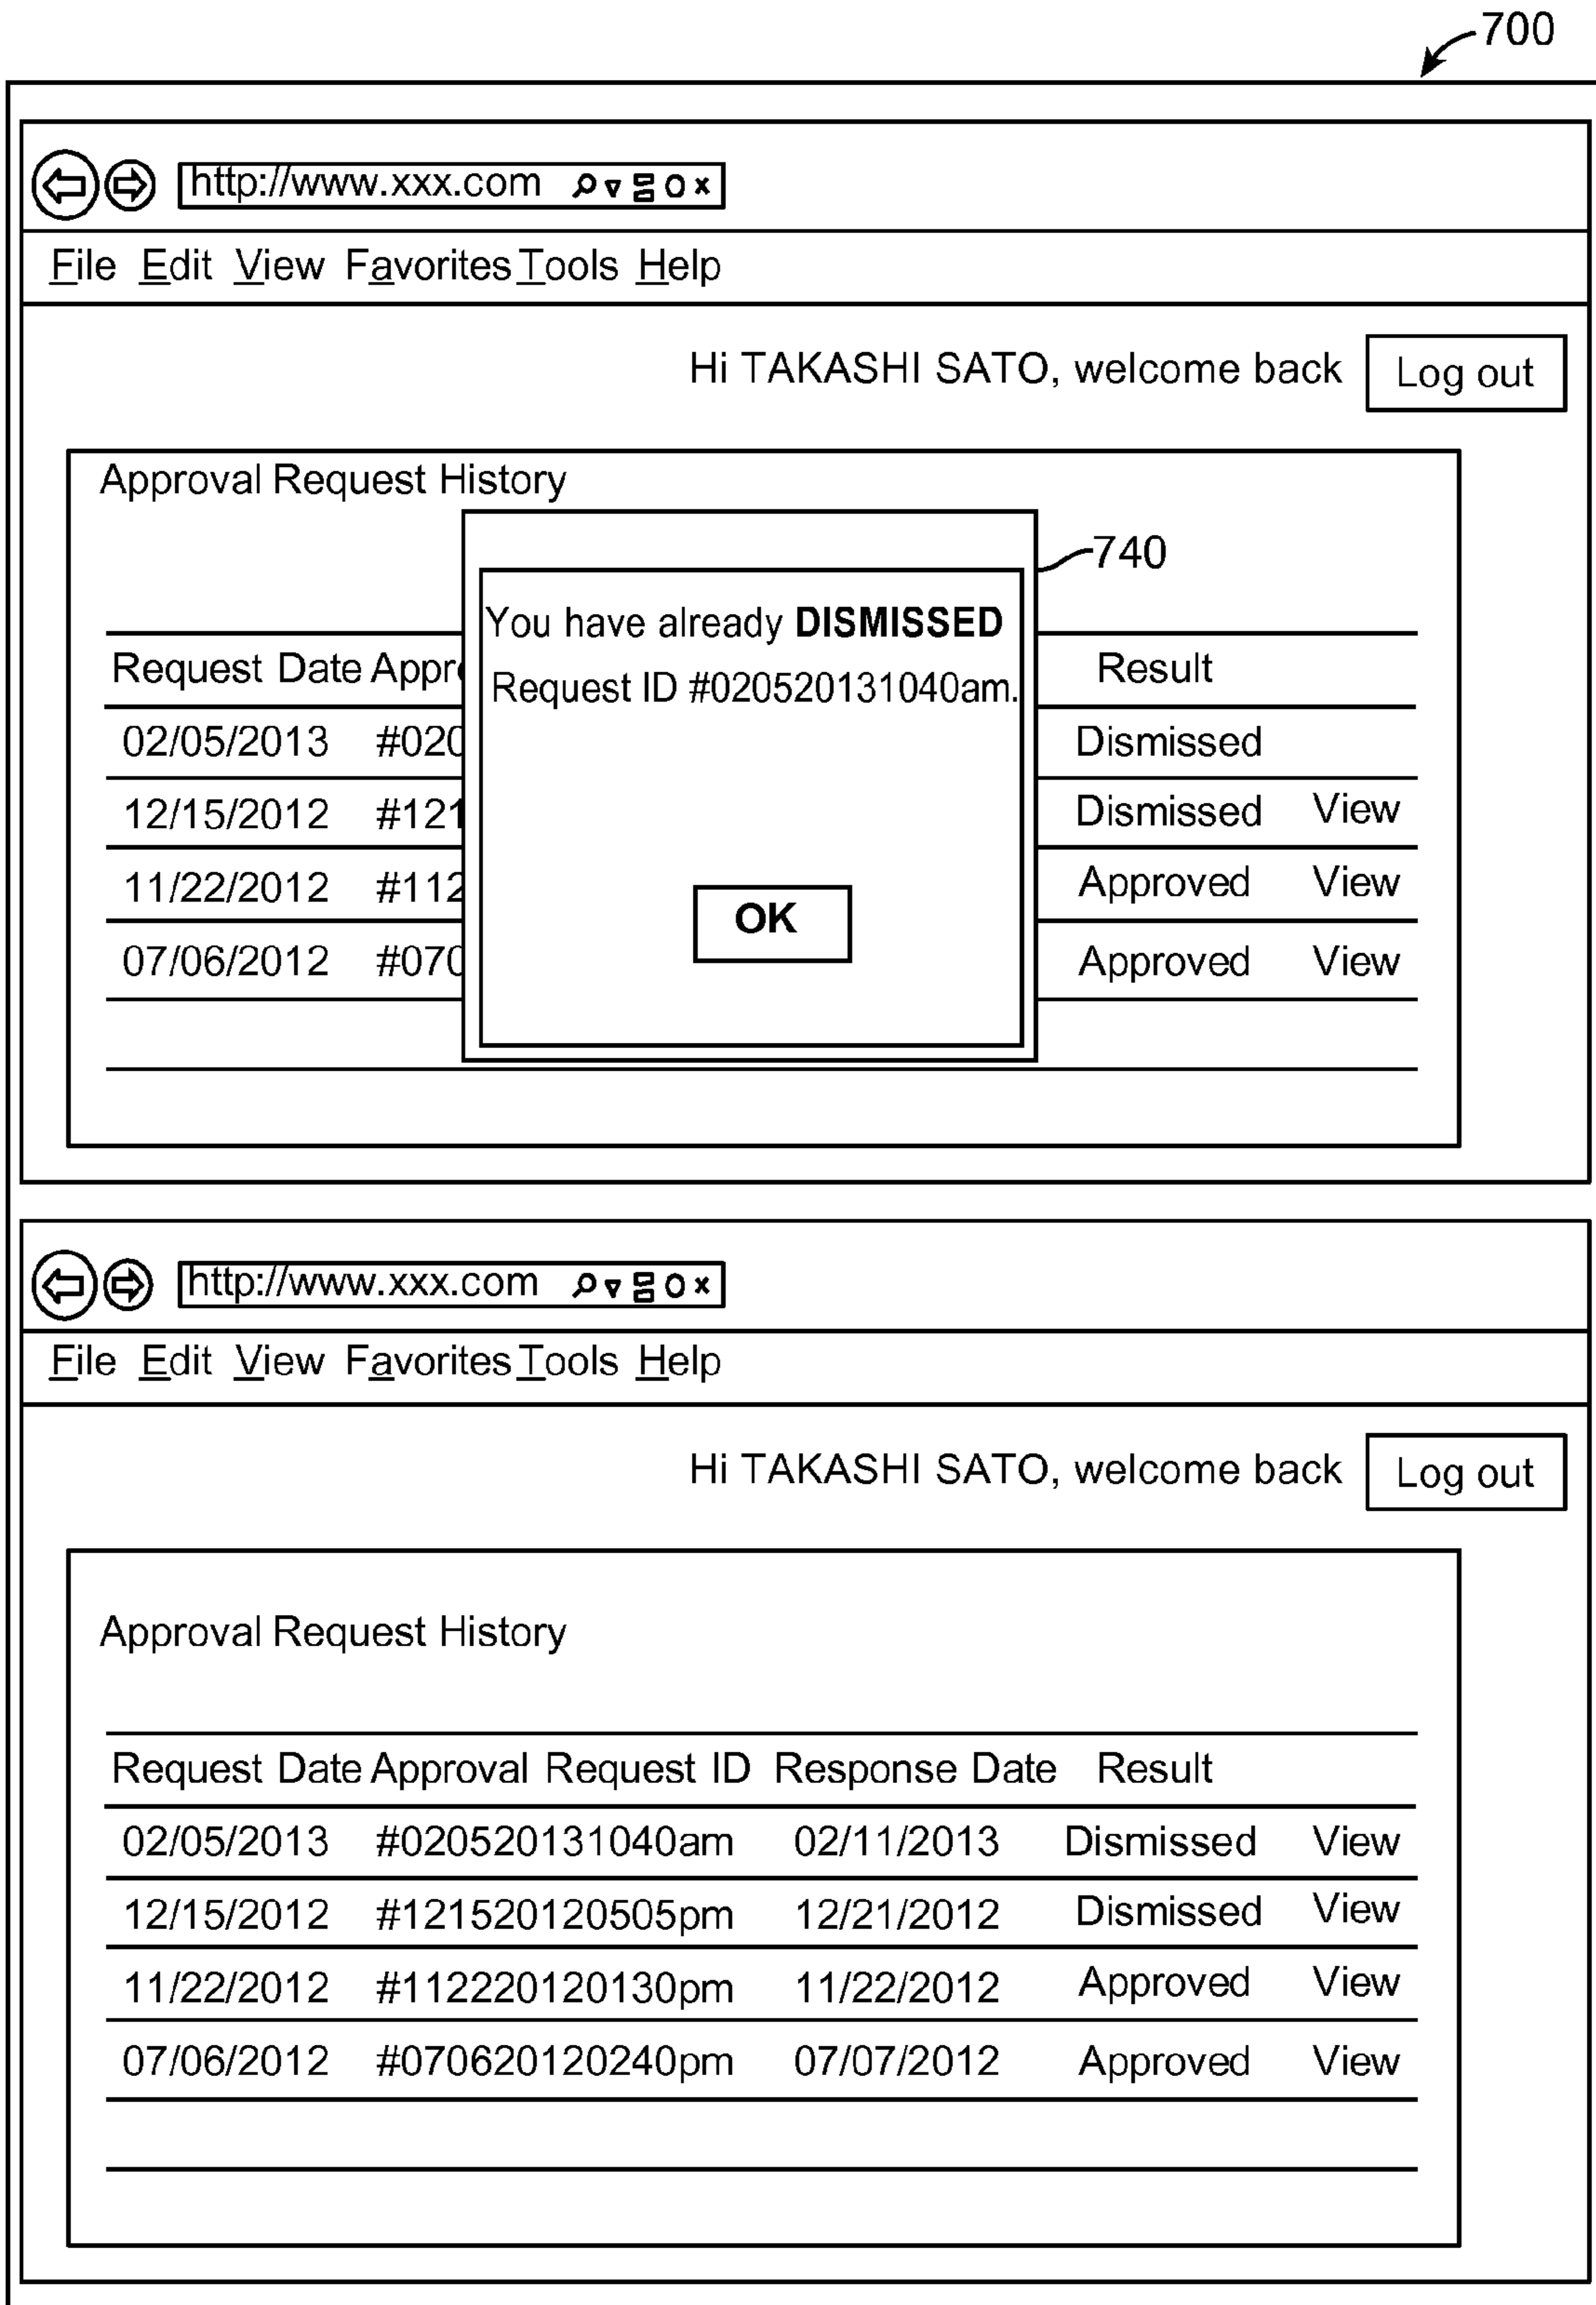 700
http://www.xxx.com
File Edit View Favorites Tools Help
Hi TAKASHI SATO, welcome back Log out
Approval Request History
740
You have already DISMISSED
Request ID #020520131040am.
Request Date Appr Result
02/05/2013 #020 Dismissed
12/15/2012 #121 Dismissed View
11/22/2012 #112 Approved View
OK
07/06/2012 #070 Approved View
http://www.xxx.com
File Edit View Favorites Tools Help
Hi TAKASHI SATO, welcome back Log out
Approval Request History
Request Date Approval Request ID Response Date Result
02/05/2013 #020520131040am 02/11/2013 Dismissed View
12/15/2012 #121520120505pm 12/21/2012 Dismissed View
11/22/2012 #112220120130pm 11/22/2012 Approved View
07/06/2012 #070620120240pm 07/07/2012 Approved View